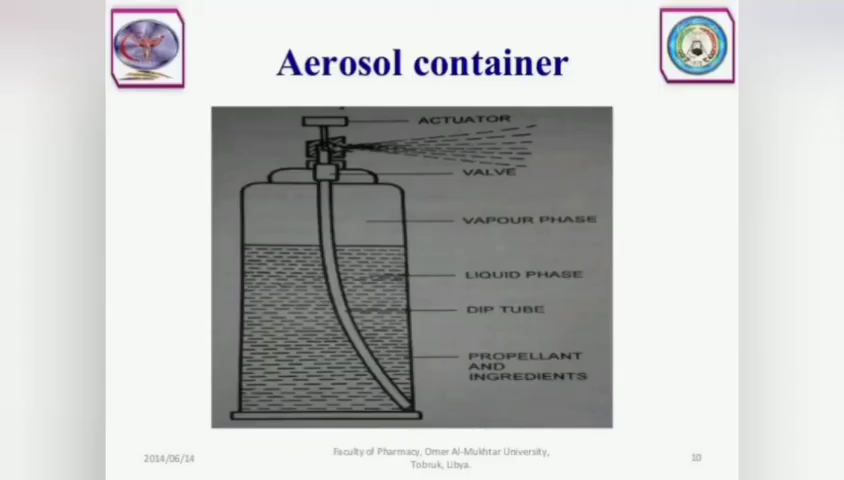 Aerosol container
ACTUATOR
VALVE
VAPOUR PHASE
LIQUID PHASE
DIP TUBE
PROPELLANT
AND
INGREDIENTS
2014/06/14
Faculty of Pharmacy, Omer Al-Mukhtar University,
Tobruk, Libya.
10